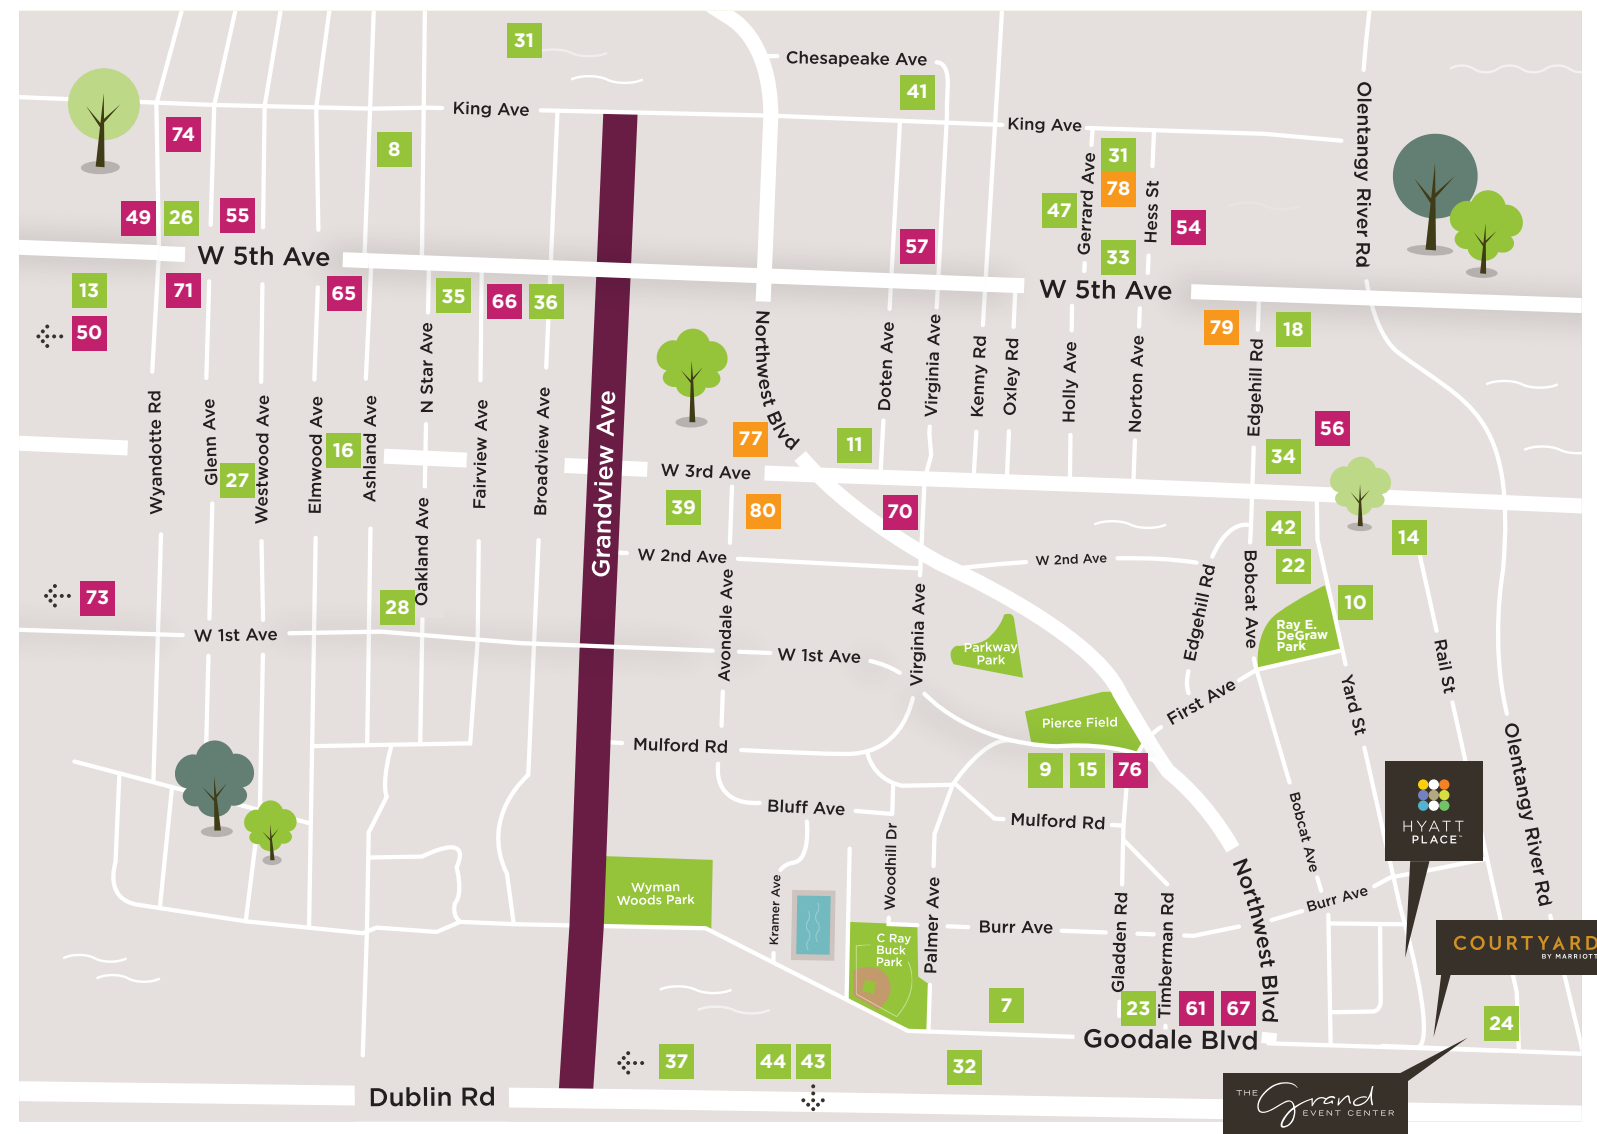 31
Chesapeake Ave
41
King Ave
King Ave
74
8
31
78
47
Gerrard Ave
Hess St
54
Olentangy River Rd
49
26
55
57
33
W 5th Ave
W 5th Ave
13
71
65
35
66
36
50
79
18
N Star Ave
Northwest Blvd
Doten Ave
Virginia Ave
Kenny Rd
Oxley Rd
Holly Ave
Norton Ave
Edgehill Rd
Wyandotte Rd
Glenn Ave
Westwood Ave
Elmwood Ave
Ashland Ave
Fairview Ave
Broadview Ave
Grandview Ave
77
11
56
16
34
27
W 3rd Ave
39
80
70
42
14
Oakland Ave
W 2nd Ave
W 2nd Ave
22
73
28
Avondale Ave
Virginia Ave
Edgehill Rd
Bobcat Ave
10
Ray E.
DeGraw
Park
W 1st Ave
W 1st Ave
Parkway
Park
Rail St
Yard St
First Ave
Pierce Field
Mulford Rd
9
15
76
Olentangy River Rd
Bluff Ave
Mulford Rd
Bobcat Ave
HYATT
PLACE™
Woodhill Dr
Wyman
Woods Park
Kramer Ave
Palmer Ave
Gladden Rd
Timberman Rd
Northwest Blvd
Burr Ave
Burr Ave
C Ray
Buck
Park
COURTYARD
BY MARRIOTT
7
23
61
67
24
Goodale Blvd
37
44
43
32
Dublin Rd
THE
Grand
EVENT CENTER